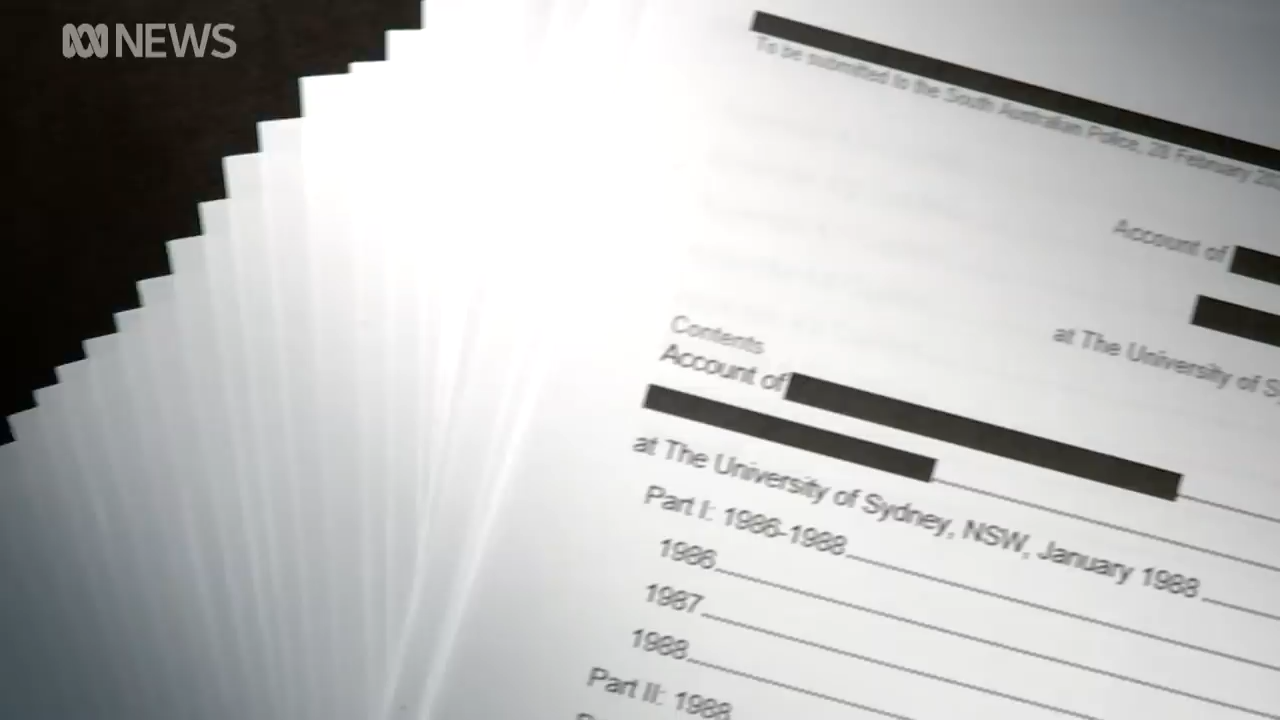 NEWS
To be submitted to the South Australian Police, 28 February 20
Account of
at The University of S
Contents
Account of
at The University of Sydney, NSW, January 1988
Part I: 1986-1988
1986
1987
1988
Part II: 1988